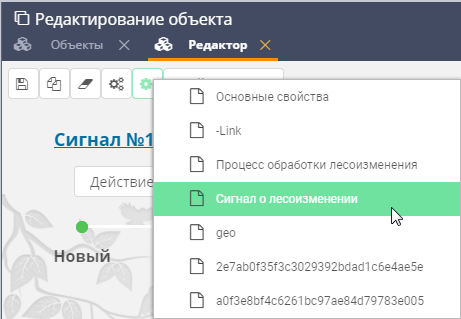 Редактирование объекта
Объекты
Редактор
Основные свойства
-Link
Сигнал №1
Процесс обработки лесоизменения
Действие
Сигнал о лесоизменении
geo
Новый
2e7ab0f35f3c3029392bdad1c6e4ae5e
a0f3e8bf4c6261bc97ae84d79783e005